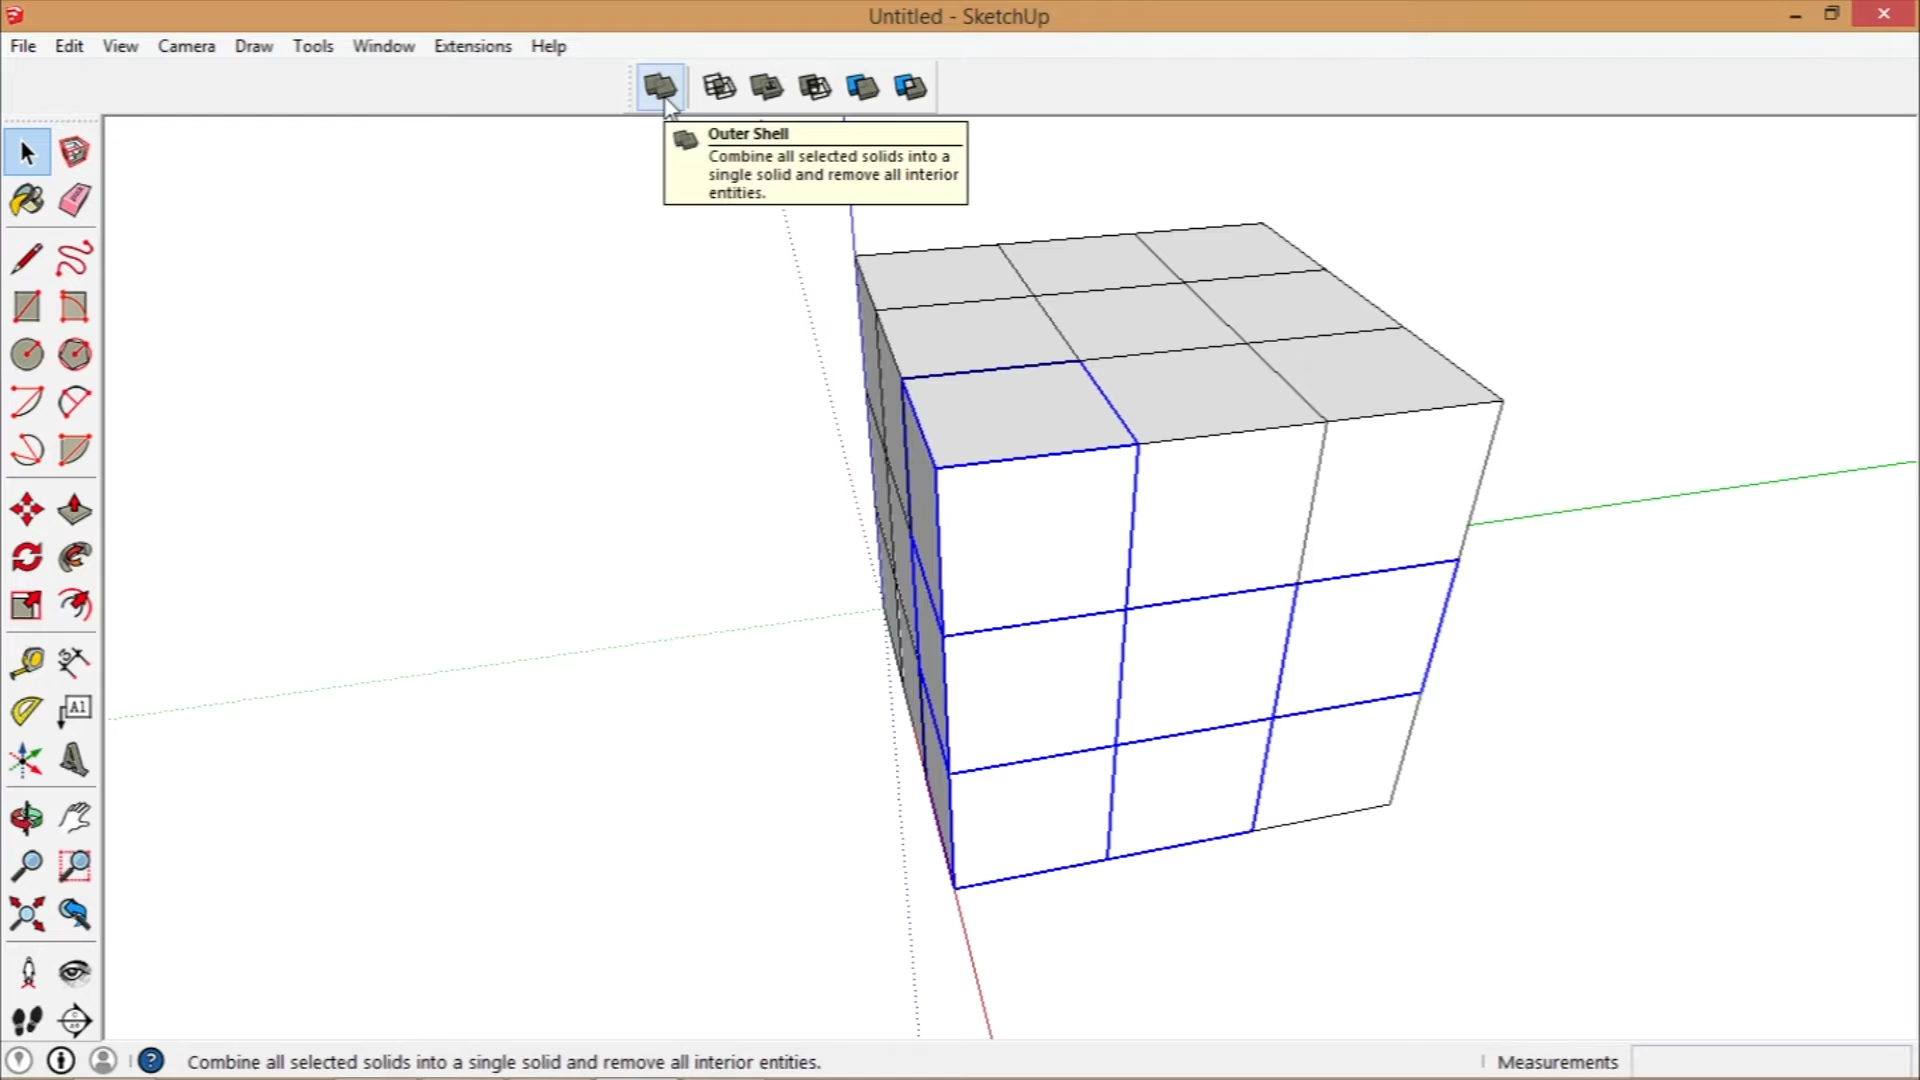 Untitled - SketchUp
File Edit View Camera Draw Tools Window Extensions Help
Outer Shell
Combine all selected solids into a
single solid and remove all interior
entities.
A1
Combine all selected solids into a single solid and remove all interior entities.
Measurements